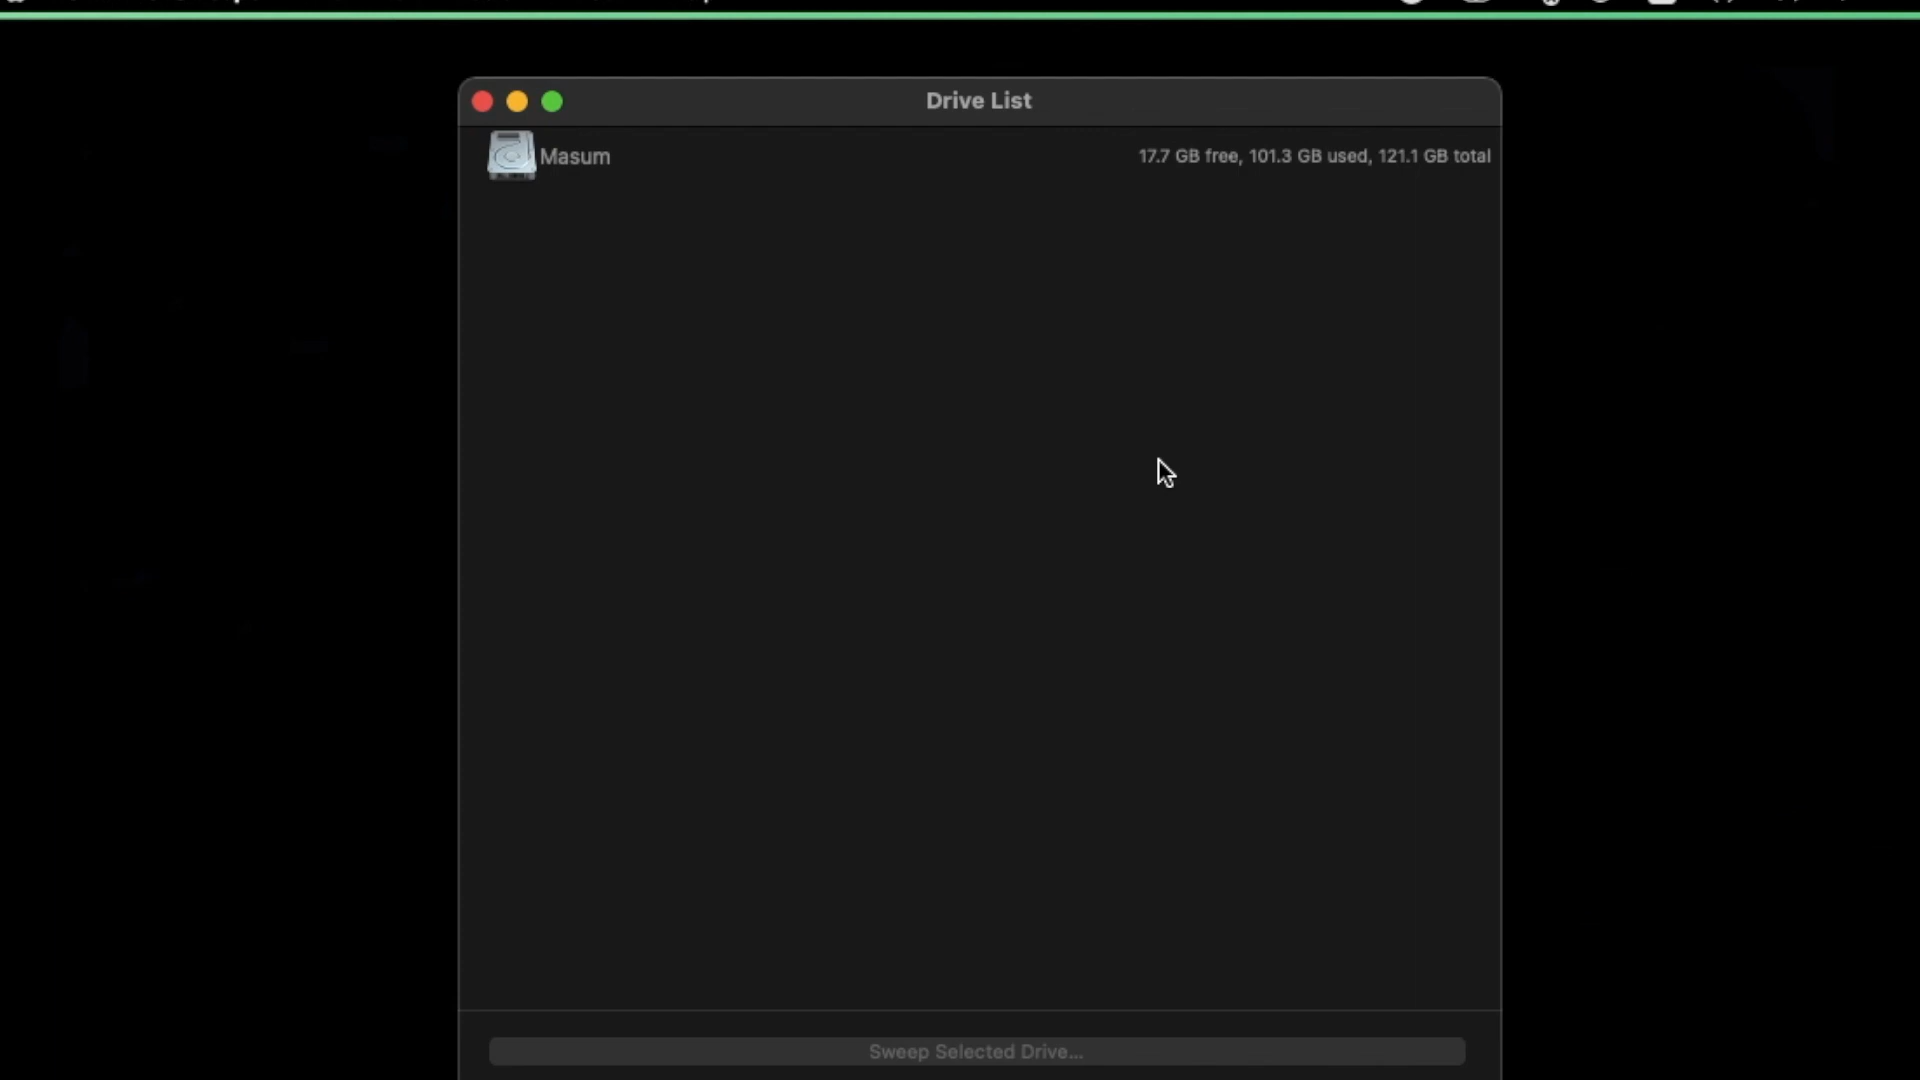 Drive List
Masum
17.7 GB free, 101.3 GB used, 121.1 GB total
Sweep Selected Drive...